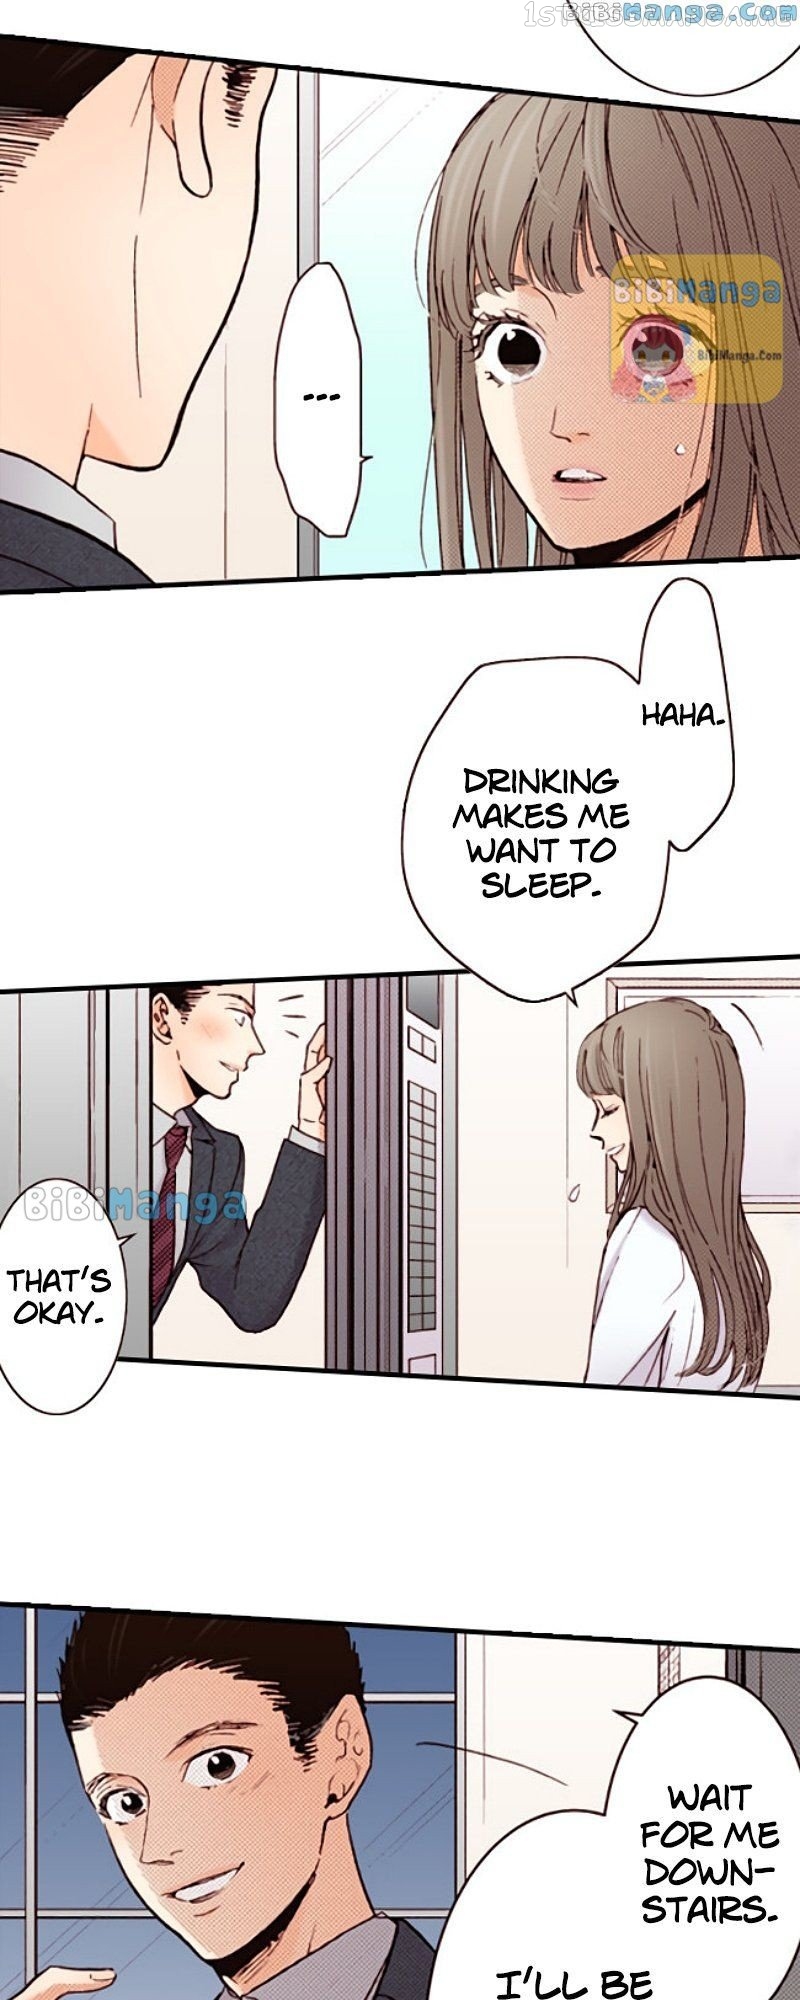 BiBiManga.Com
BiBiManga
BibiManga.Com
---
HAHA.
DRINKING
MAKES ME
WANT TO
SLEEP.
BiBiManga
THAT'S
OKAY.
WAIT
FOR ME
DOWN-
STAIRS.
I'LL BE